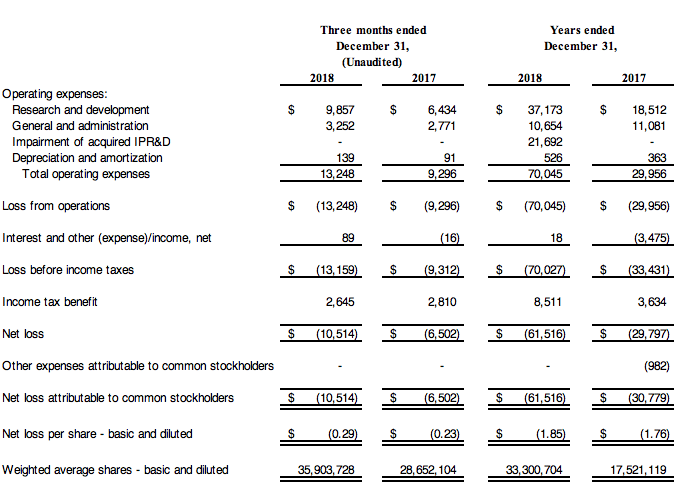 Three months ended Years ended
December 31, December 31,
(Unaudited)
2018 2017 2018 2017
Operating expenses:
Research and development $ 9,857 $ 6,434 $ 37,173 $ 18,512
General and administration 3,252 2,771 10,654 11,081
Impairment of acquired IPR&D - - 21,692 -
Depreciation and amortization 139 91 526 363
Total operating expenses 13,248 9,296 70,045 29,956
Loss from operations $ (13,248) $ (9,296) $ (70,045) $ (29,956)
Interest and other (expense)/income, net 89 (16) 18 (3,475)
Loss before income taxes $ (13,159) $ (9,312) $ (70,027) $ (33,431)
Income tax benefit 2,645 2,810 8,511 3,634
Net loss $ (10,514) $ (6,502) $ (61,516) $ (29,797)
Other expenses attributable to common stockholders - - - (982)
Net loss attributable to common stockholders $ (10,514) $ (6,502) $ (61,516) $ (30,779)
Net loss per share - basic and diluted $ (0.29) $ (0.23) $ (1.85) $ (1.76)
Weighted average shares - basic and diluted 35,903,728 28,652,104 33,300,704 17,521,119